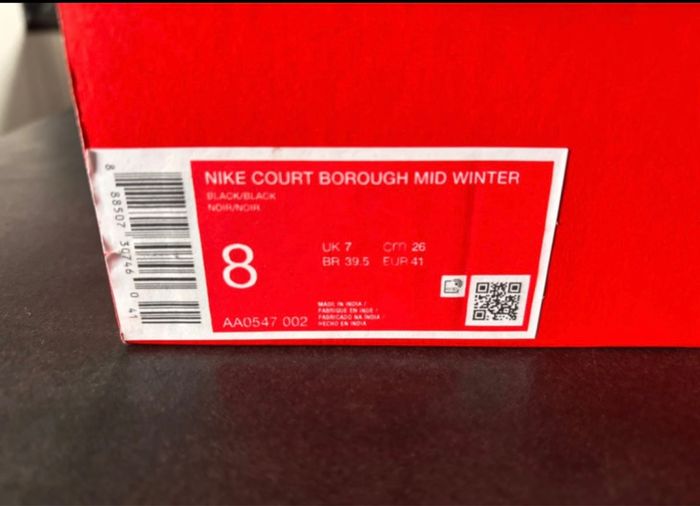 NIKE COURT BOROUGH MID WINTER
BLACK/BLACK
NOIR/NOIR
8
UK 7 cm 26
BR 39.5 EUR 41
AA0547 002
MADE IN INDIA /
FABRIQUE EN INDE /
FABRICADO NA INDIA /
HECHO EN INDIA
8 88507 30746 0 41